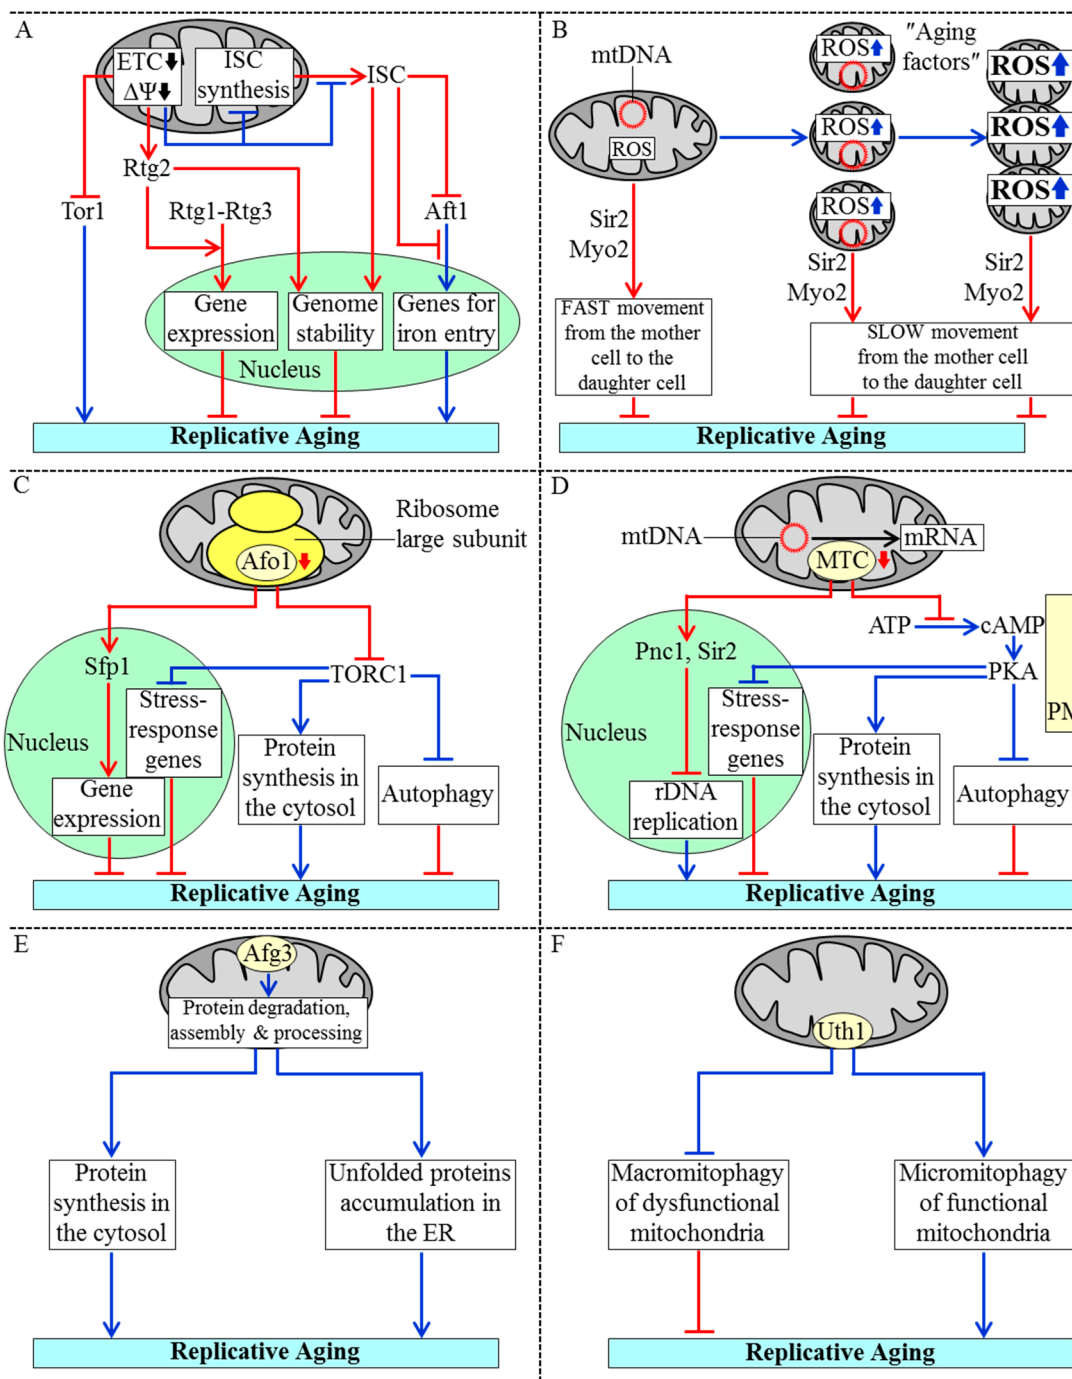 A
ETC
ΔΨ
ISC
synthesis
ISC
Rtg2
Tor1
Rtg1-Rtg3
Aft1
Gene
expression
Genome
stability
Genes for
iron entry
Nucleus
Replicative Aging
B
mtDNA
ROS
ROS
ROS
ROS
"Aging
factors"
ROS
ROS
ROS
Sir2
Myo2
Sir2
Myo2
Sir2
Myo2
FAST movement
from the mother
cell to the
daughter cell
SLOW movement
from the mother cell
to the daughter cell
Replicative Aging
C
Ribosome
large subunit
Afo1
Sfp1
TORC1
Nucleus
Stress-
response
genes
Gene
expression
Protein
synthesis in
the cytosol
Autophagy
Replicative Aging
D
mtDNA
mRNA
MTC
ATP
cAMP
Pnc1, Sir2
PKA
PM
Nucleus
Stress-
response
genes
rDNA
replication
Protein
synthesis in
the cytosol
Autophagy
Replicative Aging
E
Afg3
Protein degradation,
assembly & processing
Protein
synthesis in
the cytosol
Unfolded proteins
accumulation in
the ER
Replicative Aging
F
Uth1
Macromitophagy
of dysfunctional
mitochondria
Micromitophagy
of functional
mitochondria
Replicative Aging